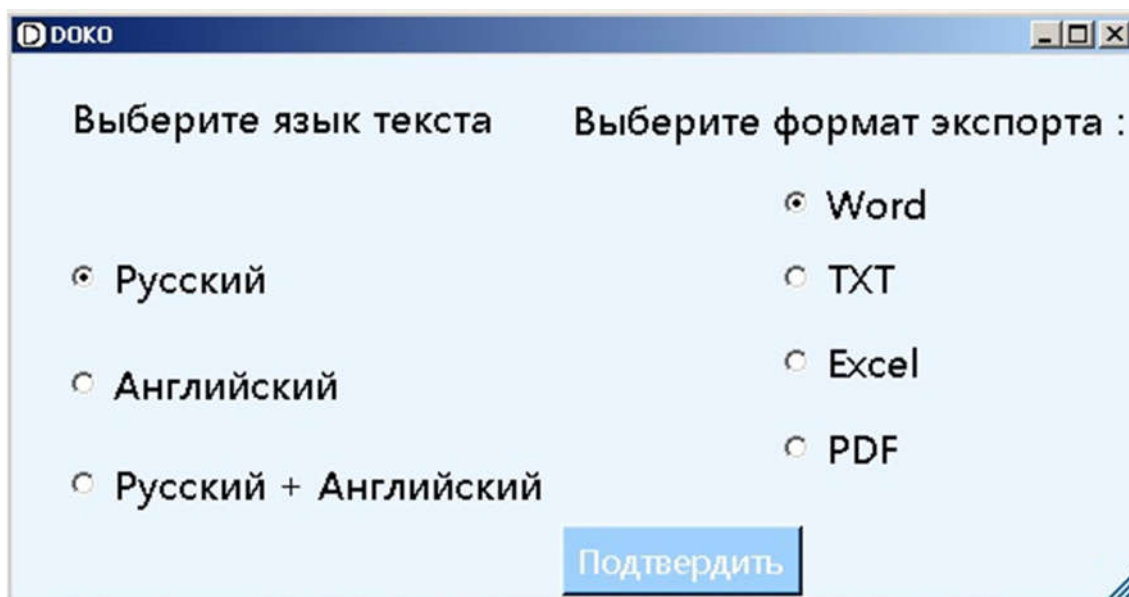 DOKO
Выберите язык текста
Русский
Английский
Русский + Английский
Выберите формат экспорта :
Word
TXT
Excel
PDF
Подтвердить